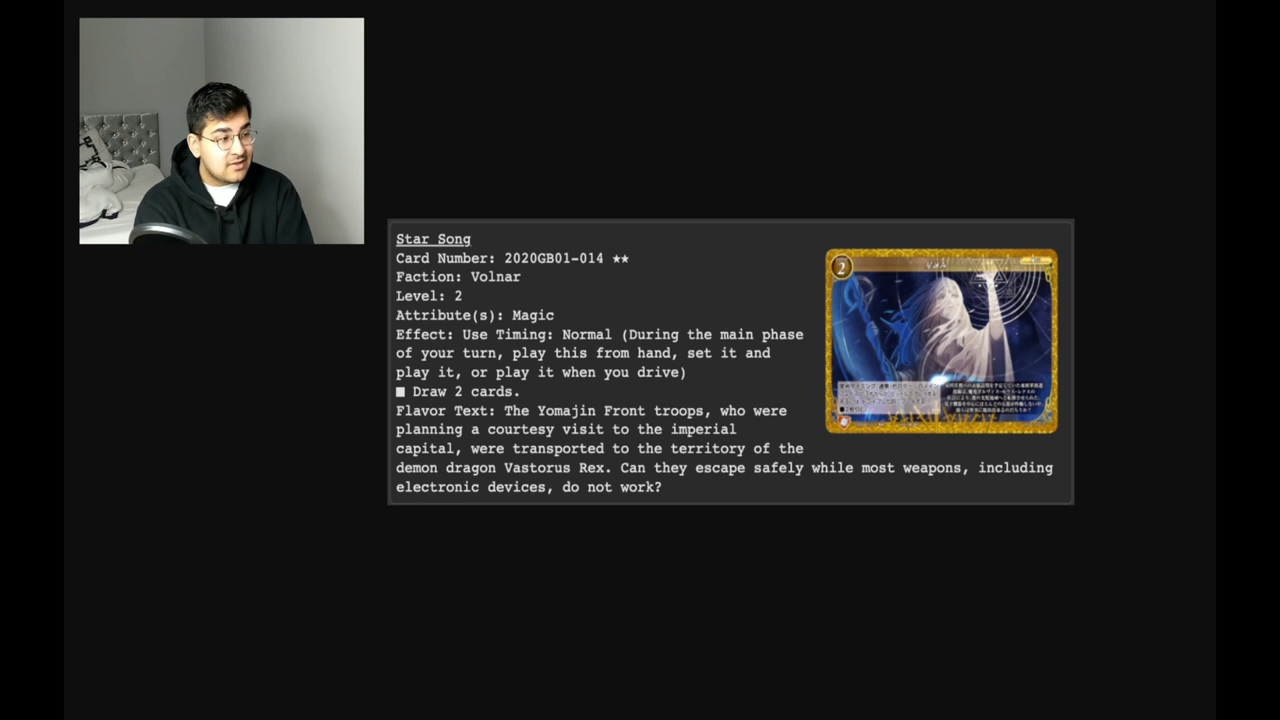 Star Song
Card Number: 2020GB01-014 ★★
Faction: Volnar
Level: 2
Attribute(s): Magic
Effect: Use Timing: Normal (During the main phase
of your turn, play this from hand, set it and
play it, or play it when you drive)
■ Draw 2 cards.
Flavor Text: The Yomajin Front troops, who were
planning a courtesy visit to the imperial
capital, were transported to the territory of the
demon dragon Vastorus Rex. Can they escape safely while most weapons, including
electronic devices, do not work?
2